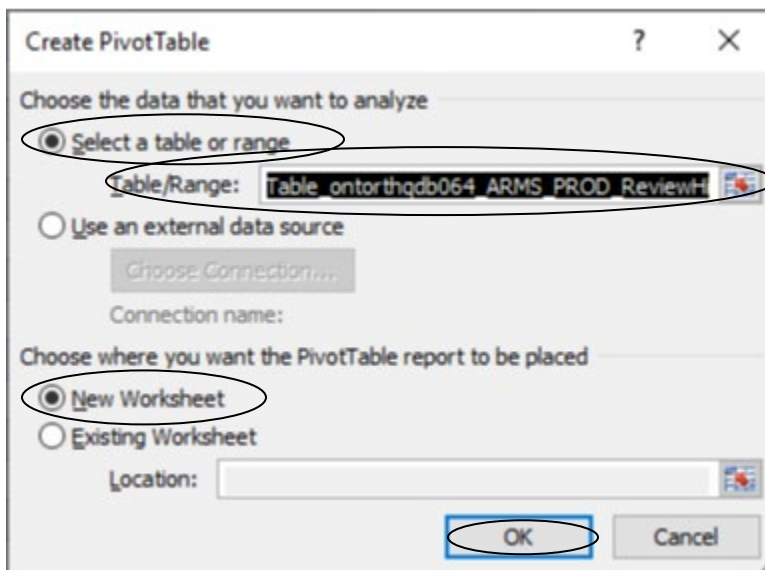 Create PivotTable ? ✕
Choose the data that you want to analyze
Select a table or range
Table/Range: Table_ontorthqdb064_ARMS_PROD_ReviewHi
Use an external data source
Choose Connection...
Connection name:
Choose where you want the PivotTable report to be placed
New Worksheet
Existing Worksheet
Location:
OK Cancel